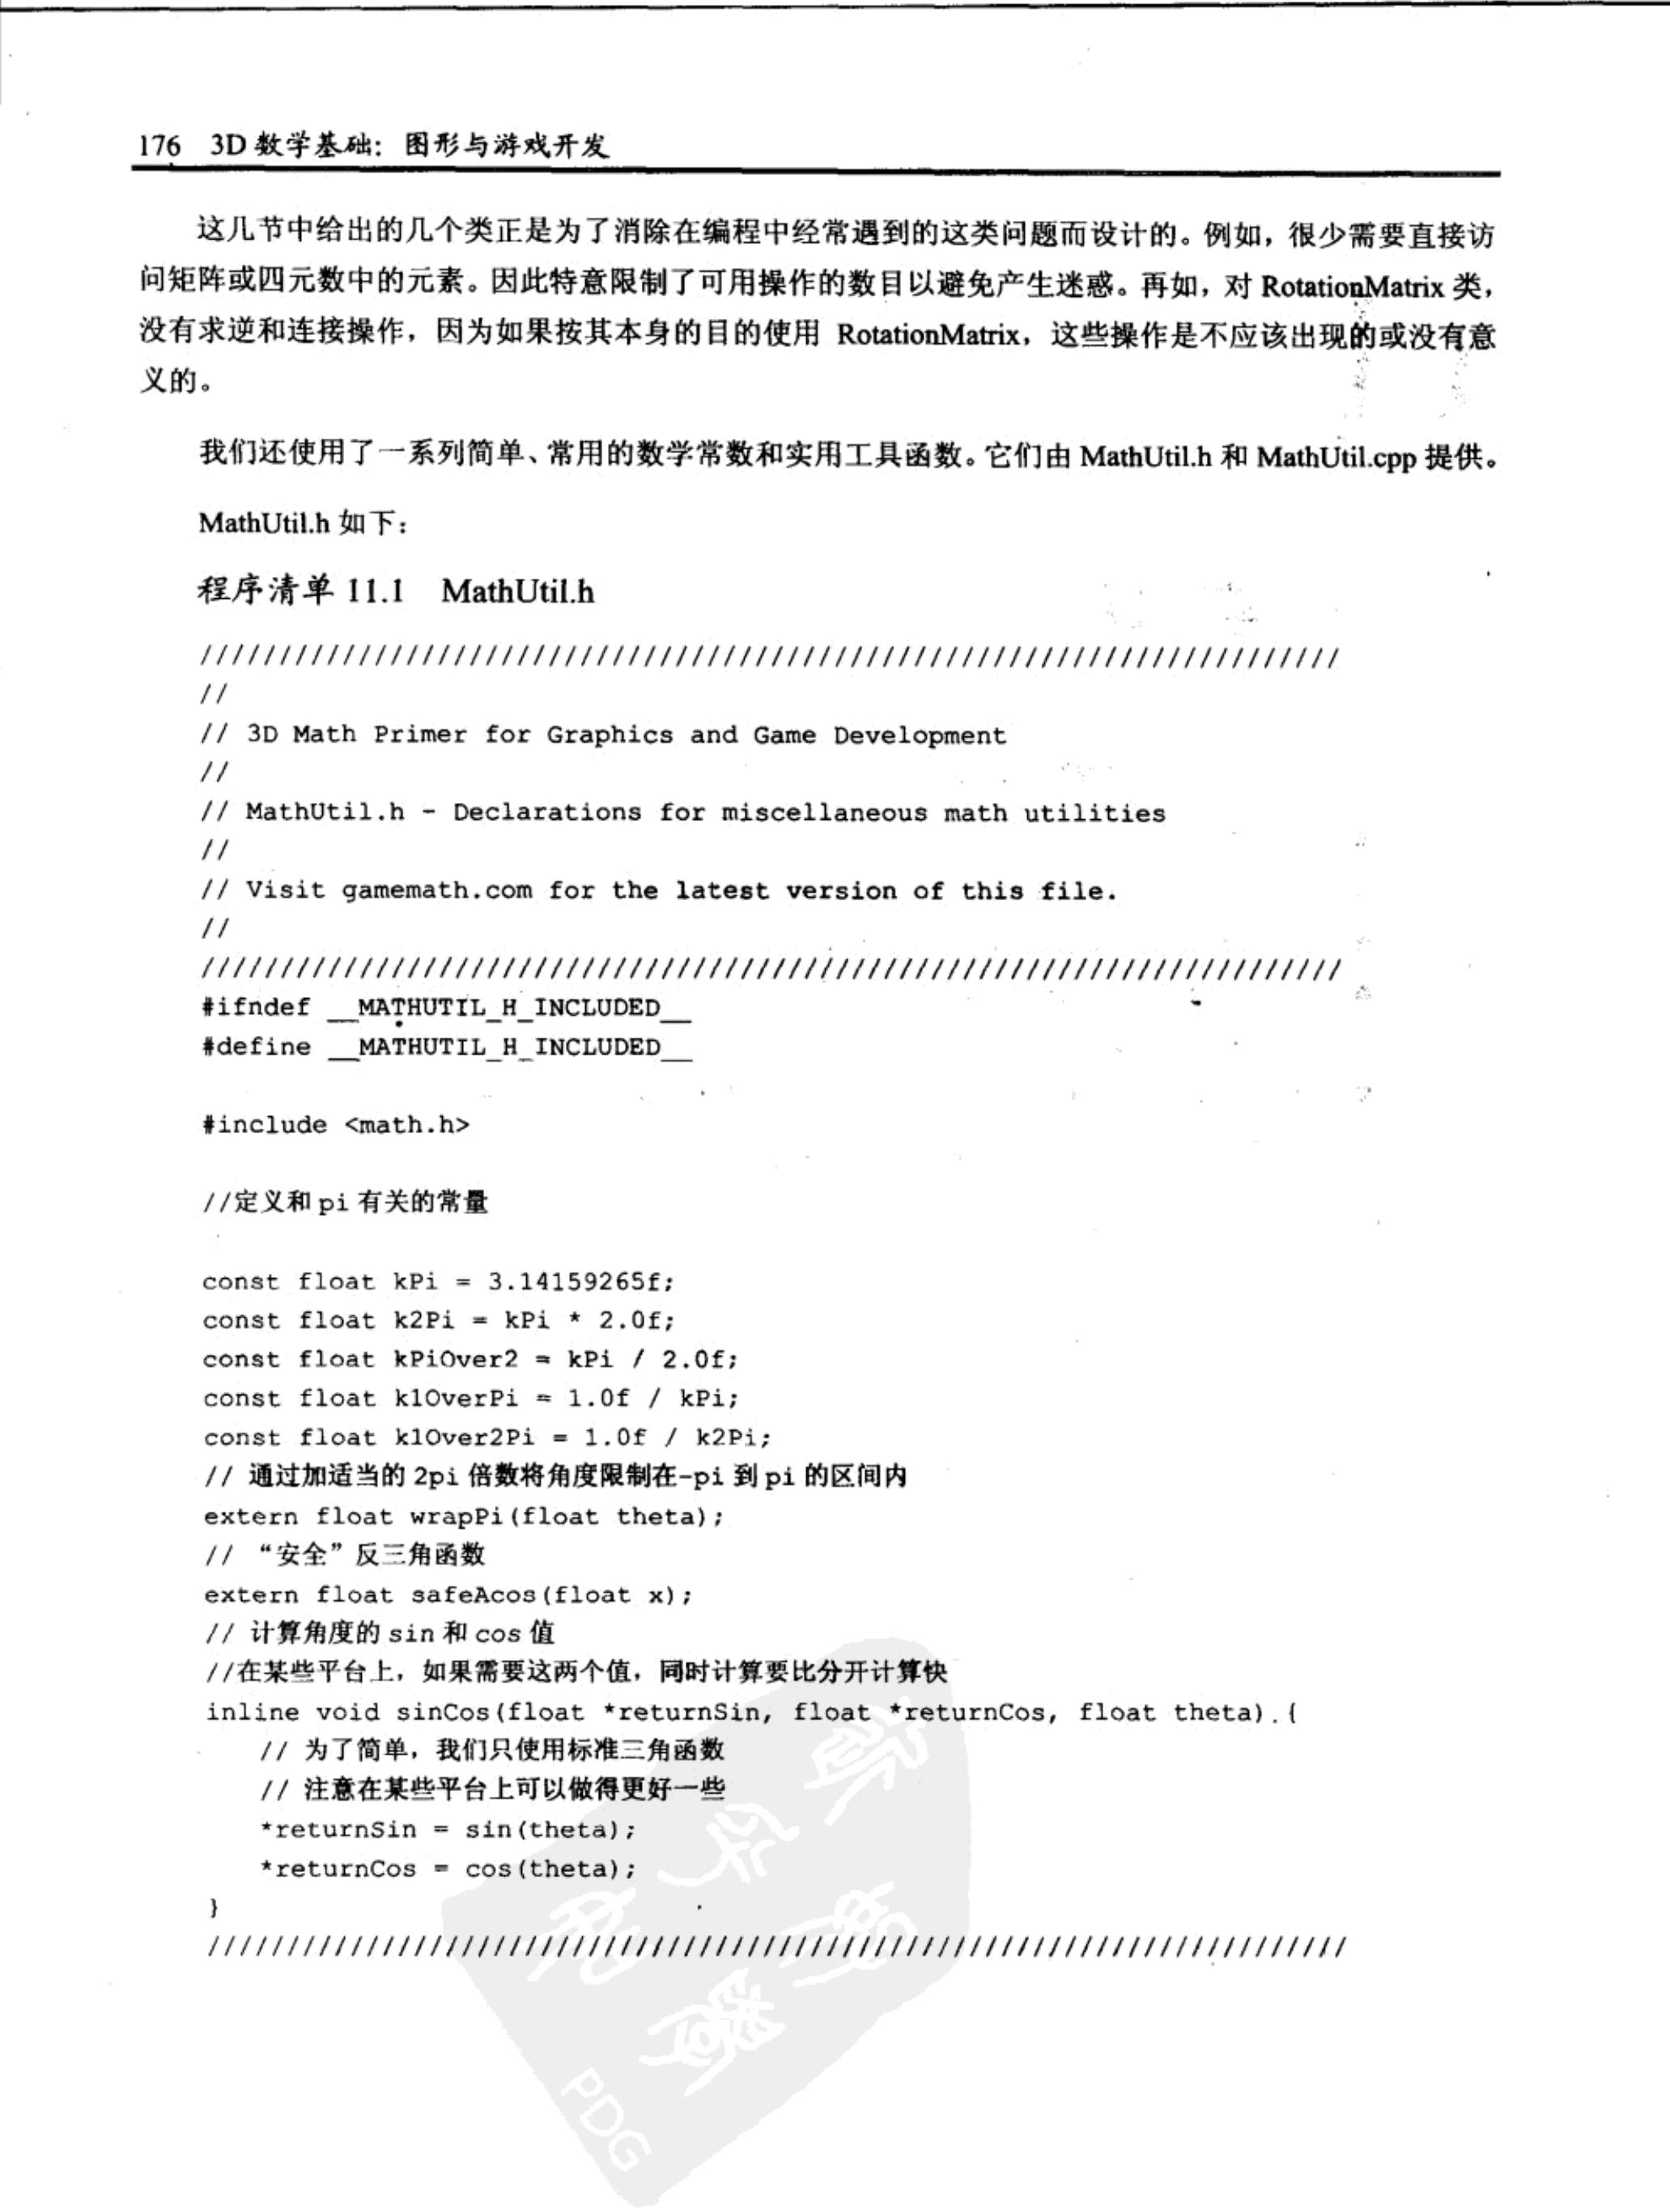 176 3D 数学基础：图形与游戏开发
这几节中给出的几个类正是为了消除在编程中经常遇到的这类问题而设计的。例如，很少需要直接访
问矩阵或四元数中的元素。因此特意限制了可用操作的数目以避免产生迷惑。再如，对 RotationMatrix 类，
没有求逆和连接操作，因为如果按其本身的目的使用 RotationMatrix，这些操作是不应该出现的或没有意
义的。
我们还使用了一系列简单、常用的数学常数和实用工具函数。它们由 MathUtil.h 和 MathUtil.cpp 提供。
MathUtil.h 如下：
程序清单 11.1 MathUtil.h
////////////////////////////////////////////////////////////////////////
//
// 3D Math Primer for Graphics and Game Development
//
// MathUtil.h - Declarations for miscellaneous math utilities
//
// Visit gamemath.com for the latest version of this file.
//
////////////////////////////////////////////////////////////////////////
#ifndef __MATHUTIL_H_INCLUDED__
#define __MATHUTIL_H_INCLUDED__
#include <math.h>
//定义和 pi 有关的常量
const float kPi = 3.14159265f;
const float k2Pi = kPi * 2.0f;
const float kPiOver2 = kPi / 2.0f;
const float k1OverPi = 1.0f / kPi;
const float k1Over2Pi = 1.0f / k2Pi;
// 通过加适当的 2pi 倍数将角度限制在-pi 到 pi 的区间内
extern float wrapPi(float theta);
// “安全”反三角函数
extern float safeAcos(float x);
// 计算角度的 sin 和 cos 值
//在某些平台上，如果需要这两个值，同时计算要比分开计算快
inline void sinCos(float *returnSin, float *returnCos, float theta) {
// 为了简单，我们只使用标准三角函数
// 注意在某些平台上可以做得更好一些
*returnSin = sin(theta);
*returnCos = cos(theta);
}
////////////////////////////////////////////////////////////////////////
PDG